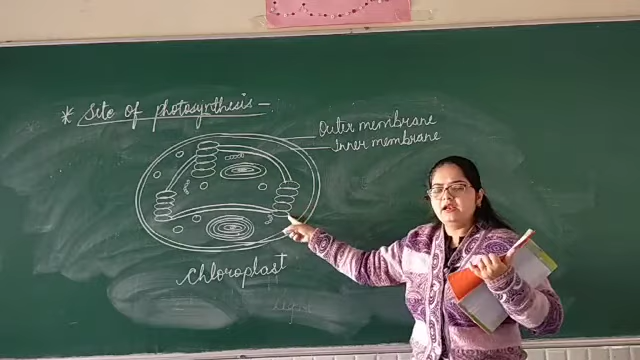 * Site of photosynthesis -
Outer membrane
Inner membrane
Chloroplast